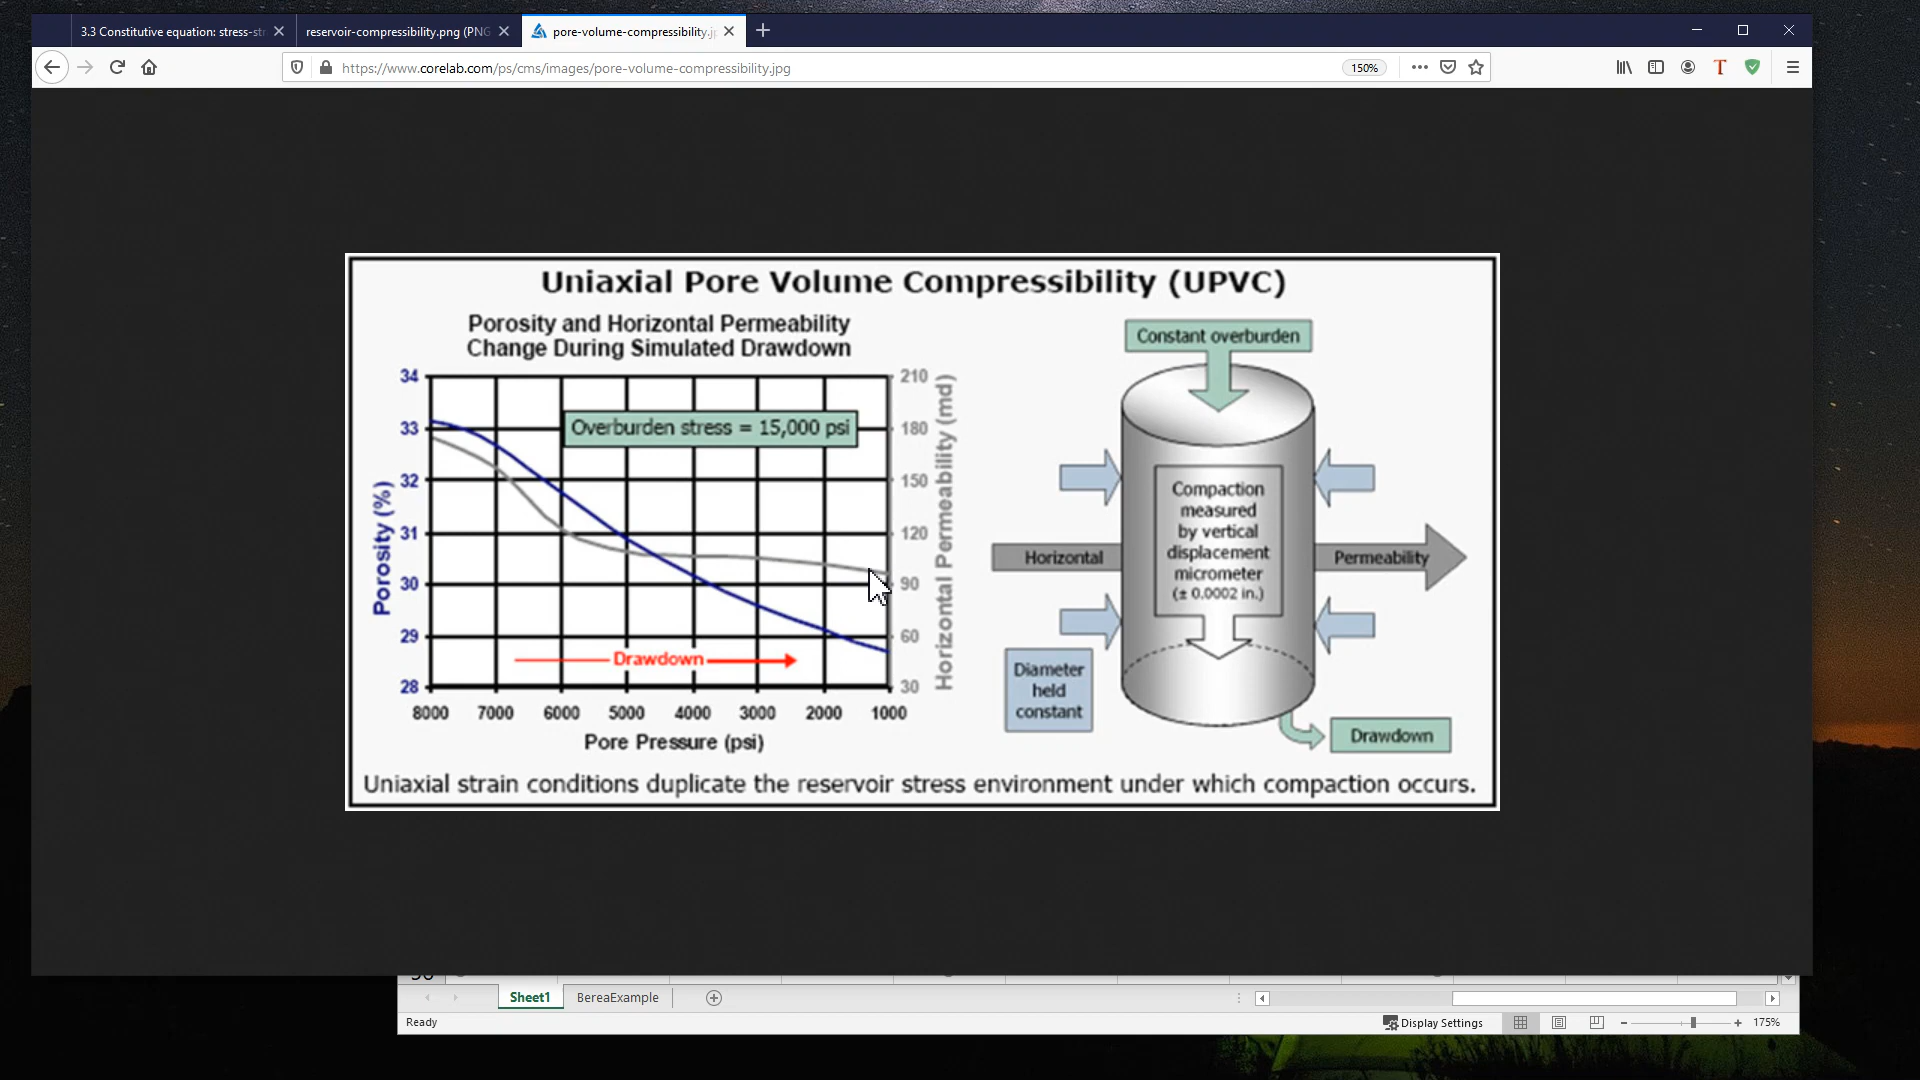 3.3 Constitutive equation: stress-str
reservoir-compressibility.png (PNG
pore-volume-compressibility.j
https://www.corelab.com/ps/cms/images/pore-volume-compressibility.jpg
150%
Uniaxial Pore Volume Compressibility (UPVC)
Porosity and Horizontal Permeability
Change During Simulated Drawdown
Overburden stress = 15,000 psi
34
33
32
31
30
29
28
Porosity (%)
210
180
150
120
90
60
30
Horizontal Permeability (md)
Drawdown
8000 7000 6000 5000 4000 3000 2000 1000
Pore Pressure (psi)
Constant overburden
Compaction
measured
by vertical
displacement
micrometer
(± 0.0002 in.)
Horizontal
Permeability
Diameter
held
constant
Drawdown
Uniaxial strain conditions duplicate the reservoir stress environment under which compaction occurs.
Sheet1
BereaExample
Ready
Display Settings
175%